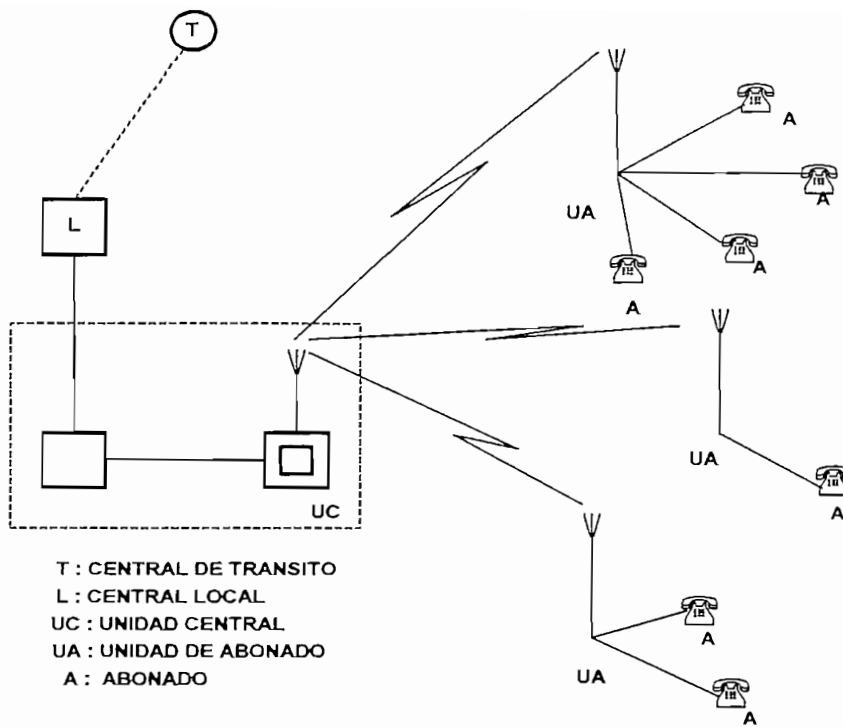 T
A
L
A
UA
A
A
UA
A
UC
T : CENTRAL DE TRANSITO
L : CENTRAL LOCAL
UC : UNIDAD CENTRAL
UA : UNIDAD DE ABONADO
A : ABONADO
A
UA
A